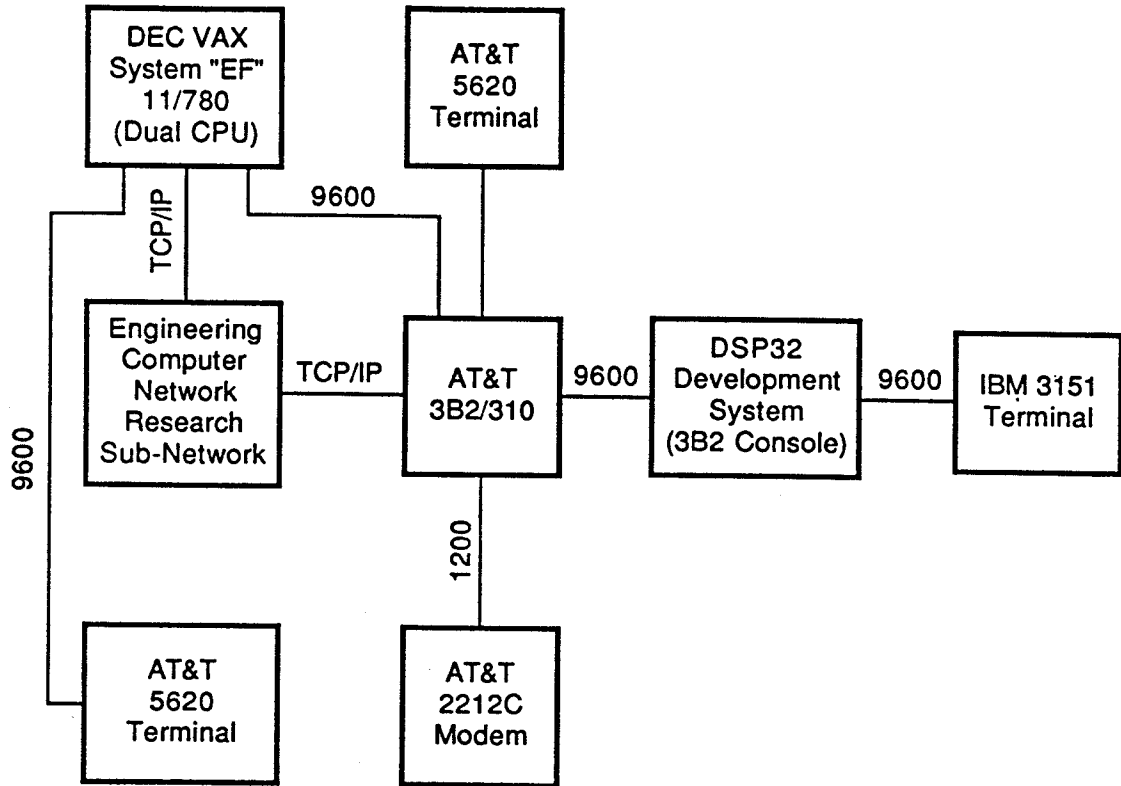 DEC VAX
System "EF"
11/780
(Dual CPU)
AT&T
5620
Terminal
9600
TCP/IP
9600
Engineering
Computer
Network
Research
Sub-Network
TCP/IP
AT&T
3B2/310
9600
DSP32
Development
System
(3B2 Console)
9600
IBM 3151
Terminal
1200
AT&T
5620
Terminal
AT&T
2212C
Modem